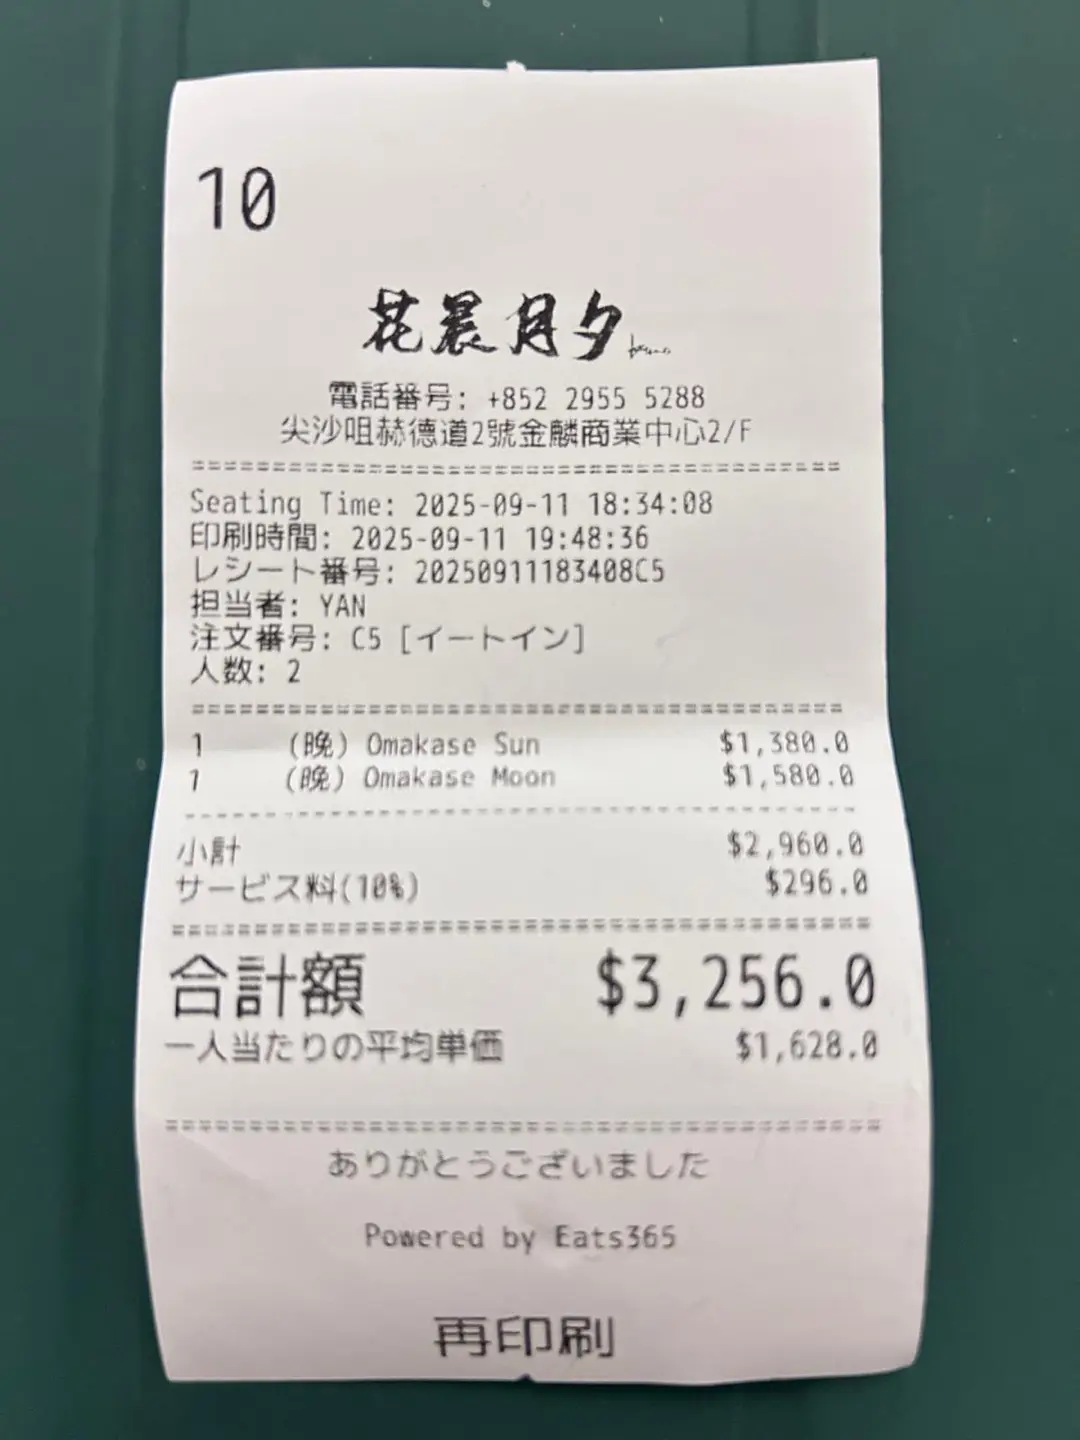 10
花晨月夕
電話番号: +852 2955 5288
尖沙咀赫德道2號金麟商業中心2/F
========================================
Seating Time: 2025-09-11 18:34:08
印刷時間: 2025-09-11 19:48:36
レシート番号: 20250911183408C5
担当者: YAN
注文番号: C5 [イートイン]
人数: 2
========================================
1 (晩) Omakase Sun $1,380.0
1 (晩) Omakase Moon $1,580.0
----------------------------------------
小計 $2,960.0
サービス料(10%) $296.0
========================================
合計額 $3,256.0
一人当たりの平均単価 $1,628.0
========================================
ありがとうございました
Powered by Eats365
再印刷